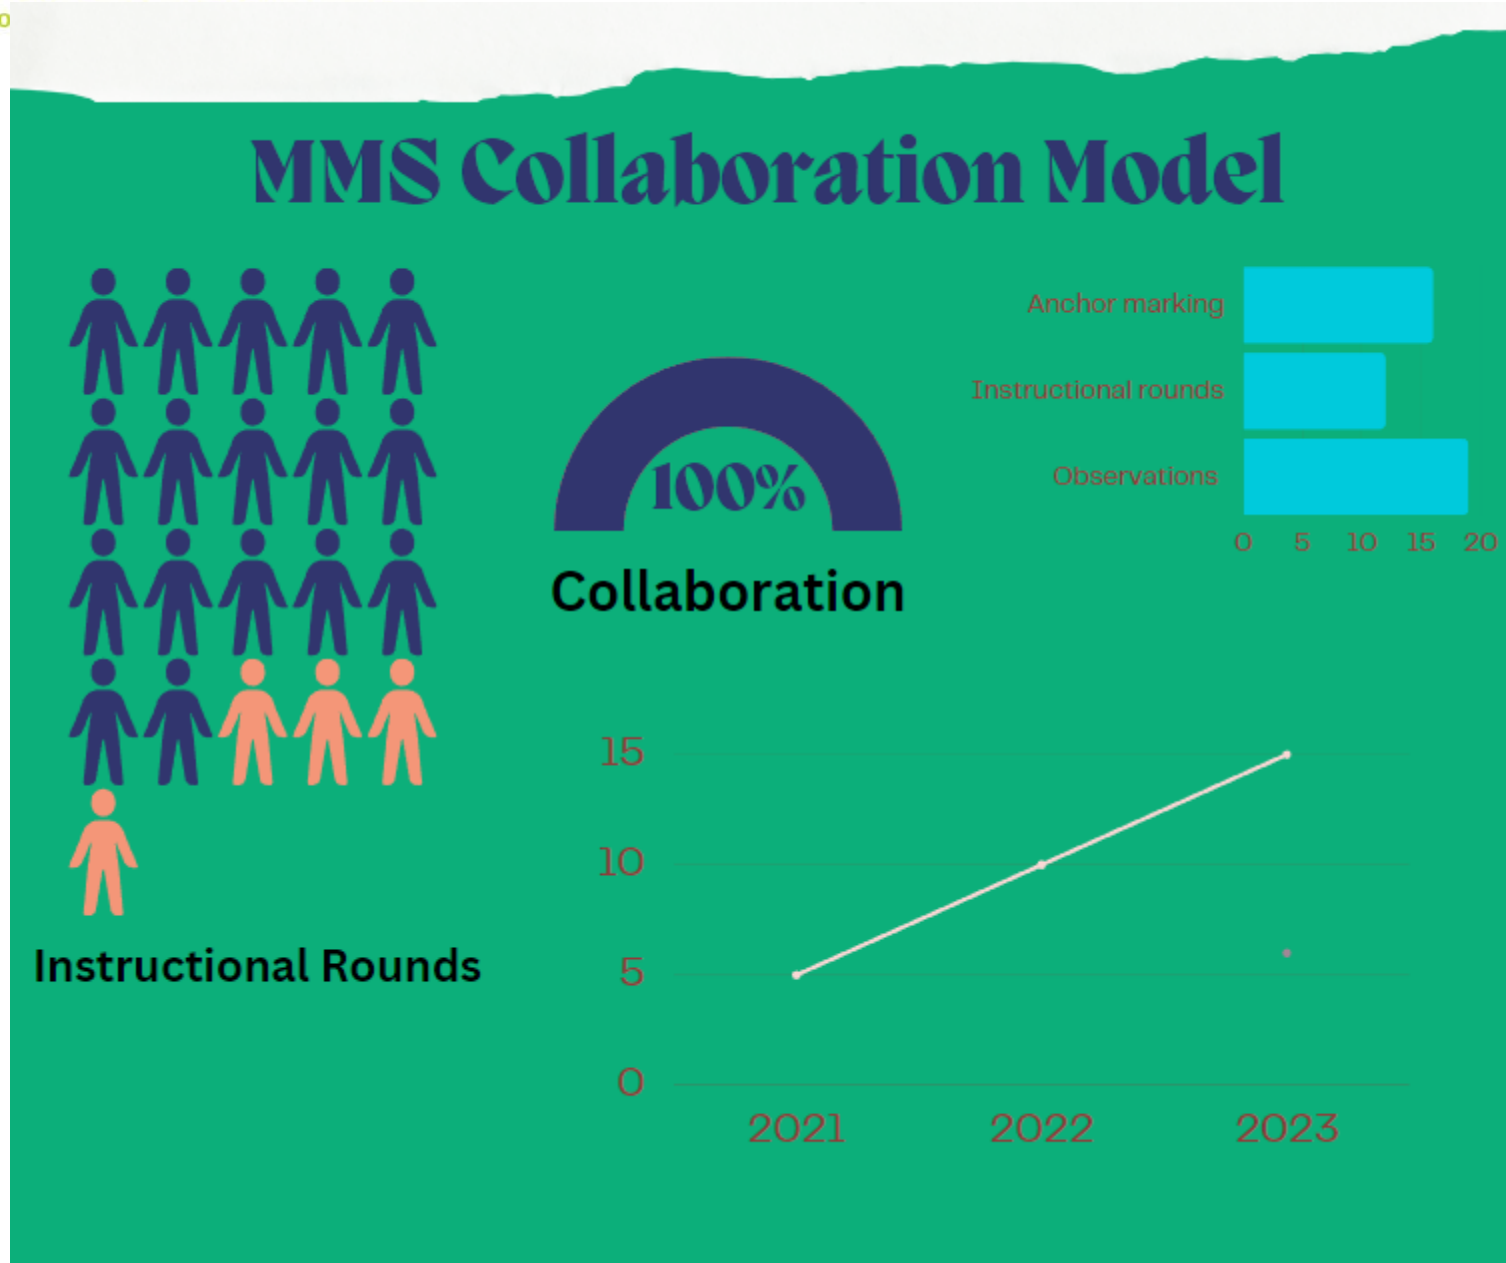 MMS Collaboration Model
Instructional Rounds
100%
Collaboration
Anchor marking
Instructional rounds
Observations
0 5 10 15 20
15
10
5
0
2021 2022 2023